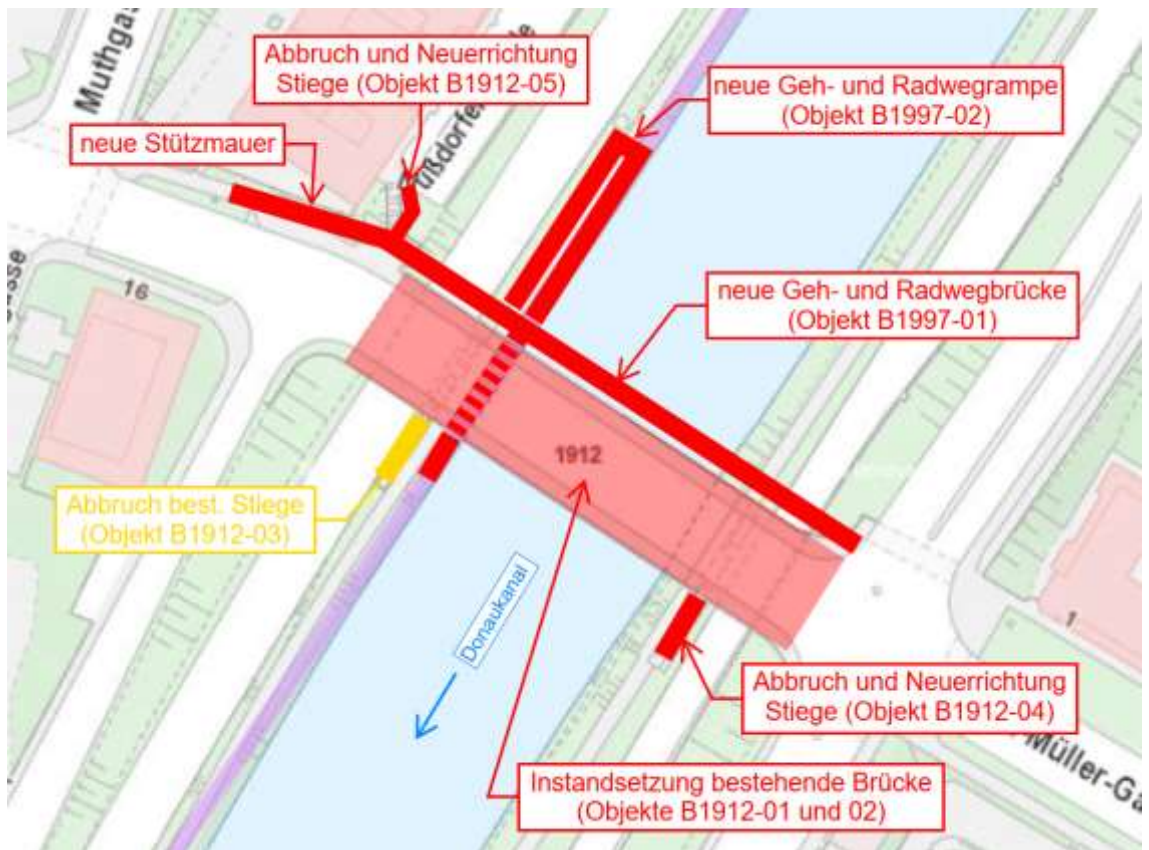 Muthgas
Abbruch und Neuerrichtung
Stiege (Objekt B1912-05)
neue Geh- und Radwegrampe
(Objekt B1997-02)
neue Stützmauer
16
neue Geh- und Radwegbrücke
(Objekt B1997-01)
1912
Abbruch best. Stiege
(Objekt B1912-03)
Donaukanal
1
Abbruch und Neuerrichtung
Stiege (Objekt B1912-04)
Müller-Ga
Instandsetzung bestehende Brücke
(Objekte B1912-01 und 02)